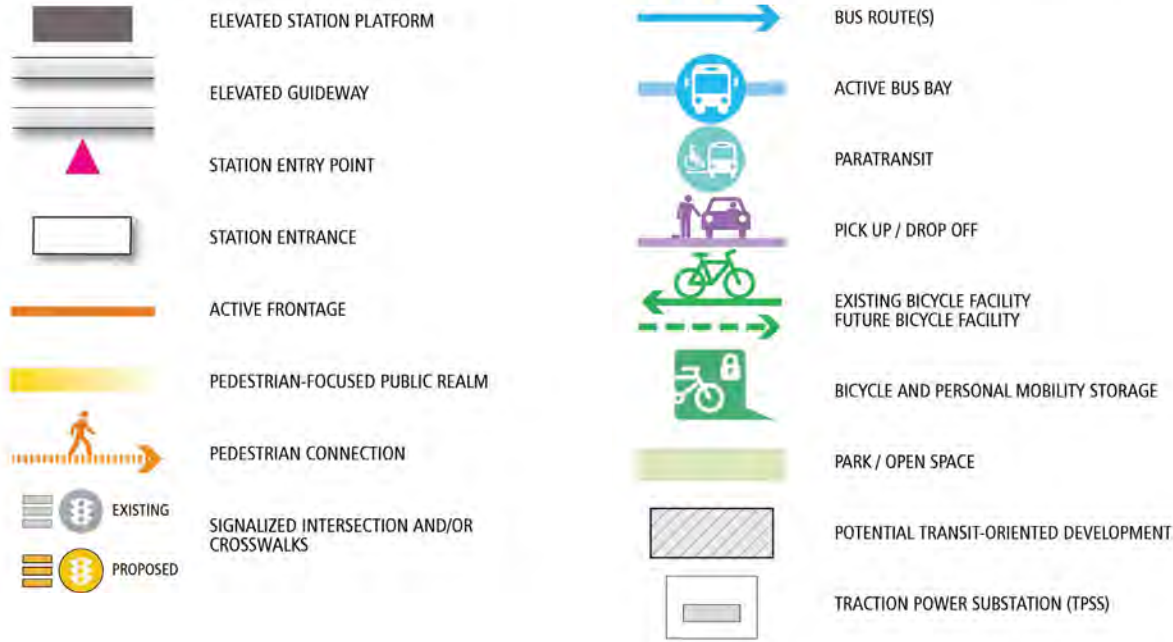 ELEVATED STATION PLATFORM
ELEVATED GUIDEWAY
STATION ENTRY POINT
STATION ENTRANCE
ACTIVE FRONTAGE
PEDESTRIAN-FOCUSED PUBLIC REALM
PEDESTRIAN CONNECTION
EXISTING
SIGNALIZED INTERSECTION AND/OR
CROSSWALKS
PROPOSED
BUS ROUTE(S)
ACTIVE BUS BAY
PARATRANSIT
PICK UP / DROP OFF
EXISTING BICYCLE FACILITY
FUTURE BICYCLE FACILITY
BICYCLE AND PERSONAL MOBILITY STORAGE
PARK / OPEN SPACE
POTENTIAL TRANSIT-ORIENTED DEVELOPMENT
TRACTION POWER SUBSTATION (TPSS)